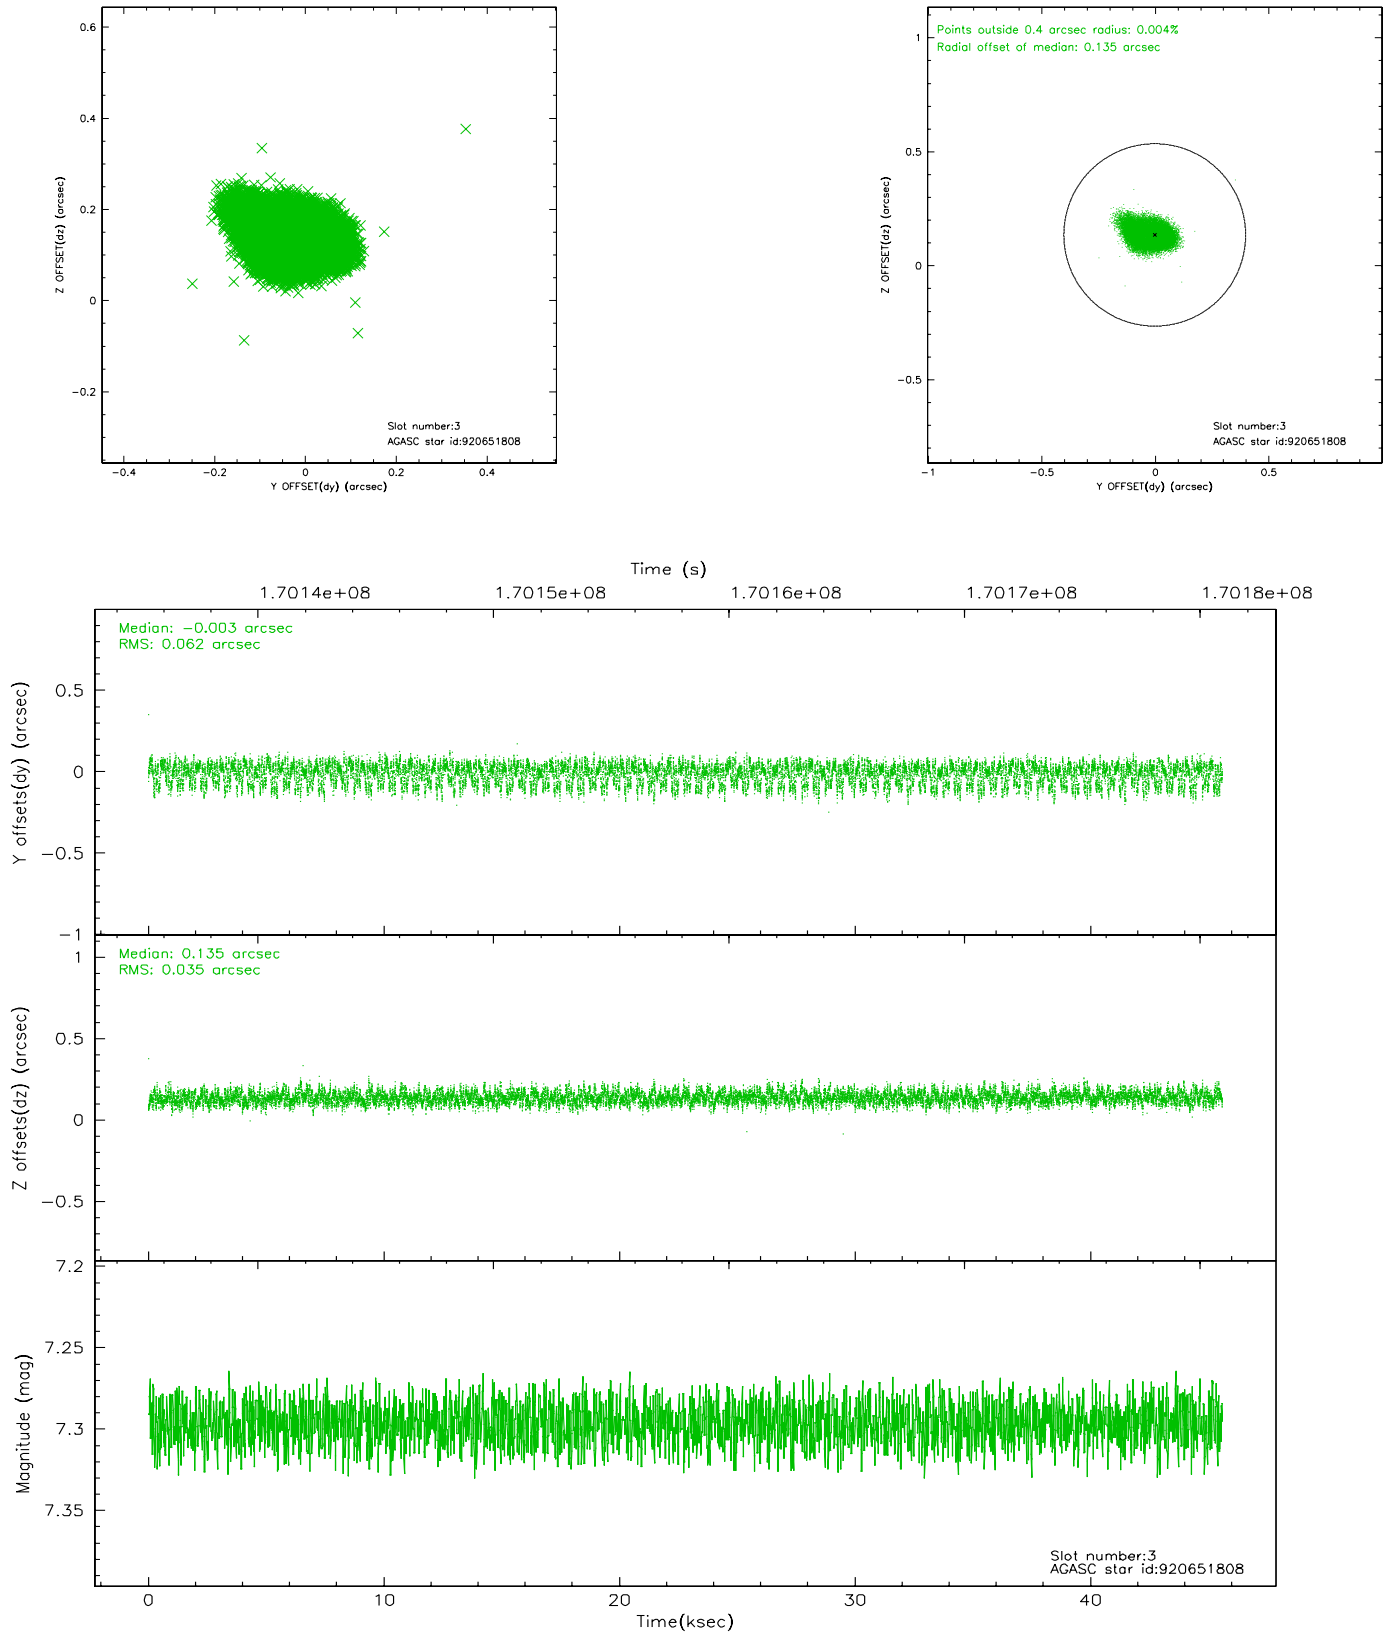 0.6
0.4
0.2
0
-0.2
Z OFFSET(dz) (arcsec)
Slot number:3
AGASC star id:920651808
-0.4 -0.2 0 0.2 0.4
Y OFFSET(dy) (arcsec)
Points outside 0.4 arcsec radius: 0.004%
Radial offset of median: 0.135 arcsec
1
0.5
0
-0.5
Z OFFSET(dz) (arcsec)
Slot number:3
AGASC star id:920651808
-1 -0.5 0 0.5
Y OFFSET(dy) (arcsec)
Time (s)
1.7014e+08 1.7015e+08 1.7016e+08 1.7017e+08 1.7018e+08
Median: -0.003 arcsec
RMS: 0.062 arcsec
0.5
0
-0.5
-1
Y offsets(dy) (arcsec)
Median: 0.135 arcsec
RMS: 0.035 arcsec
1
0.5
0
-0.5
Z offsets(dz) (arcsec)
7.2
7.25
7.3
7.35
Magnitude (mag)
Slot number:3
AGASC star id:920651808
0 10 20 30 40
Time(ksec)